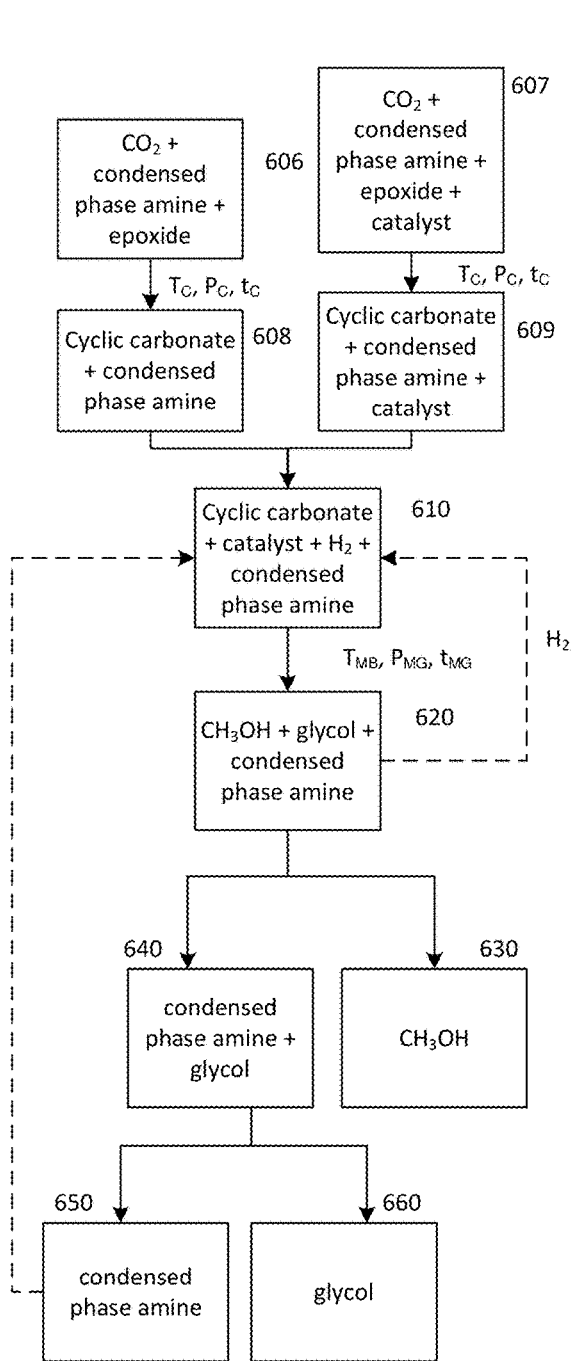 607
CO₂ +
condensed
phase amine +
epoxide +
catalyst
606
CO₂ +
condensed
phase amine +
epoxide
T_C, P_C, t_C
T_C, P_C, t_C
Cyclic carbonate
+ condensed
phase amine
608
Cyclic carbonate
+ condensed
phase amine +
catalyst
609
Cyclic carbonate
+ catalyst + H₂ +
condensed
phase amine
610
H₂
T_MB, P_MG, t_MG
CH₃OH + glycol +
condensed
phase amine
620
640
condensed
phase amine +
glycol
630
CH₃OH
650
condensed
phase amine
660
glycol